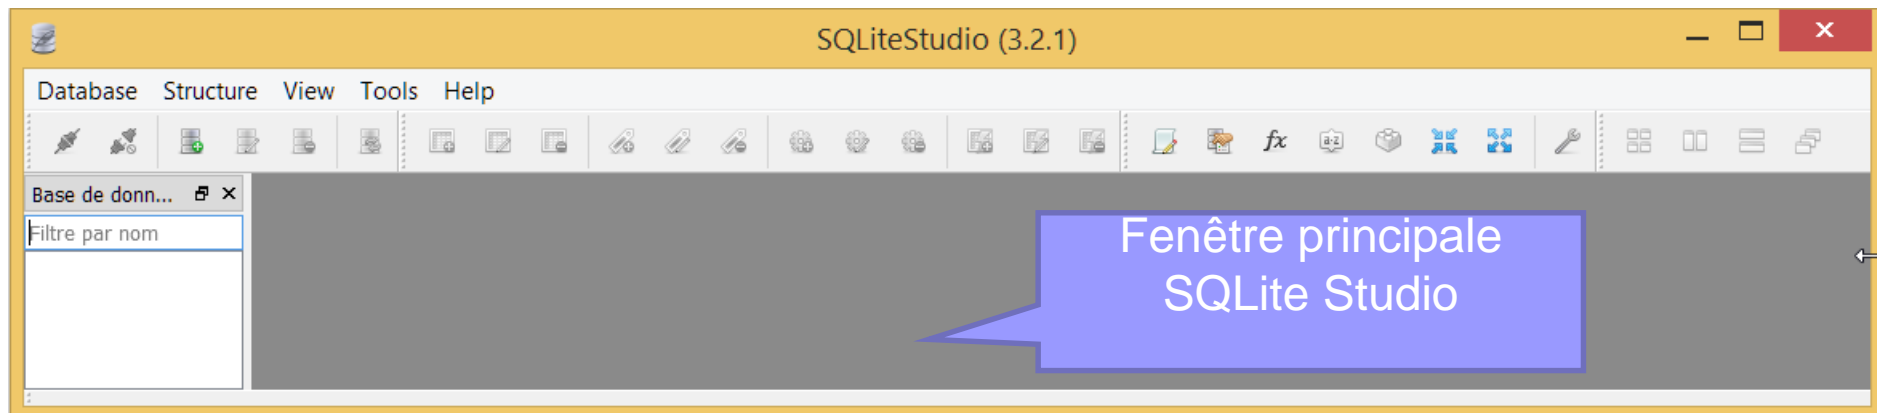 SQLiteStudio (3.2.1)
Database Structure View Tools Help
fx a-z
Base de donn...
Filtre par nom
Fenêtre principale
SQLite Studio